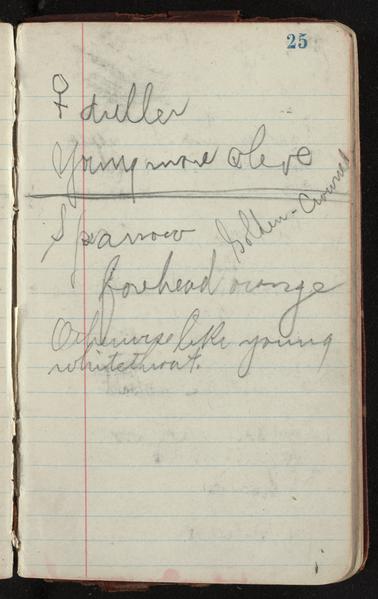 25
♀ duller
Young more olive
Sparrow Golden-Crowned
forehead orange
Otherwise like young
whitethroat.